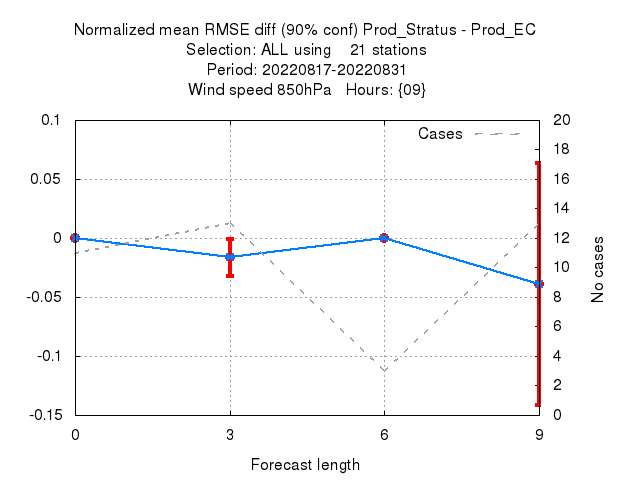 Normalized mean RMSE diff (90% conf) Prod_Stratus - Prod_EC
Selection: ALL using    21 stations
Period: 20220817-20220831
Wind speed 850hPa   Hours: {09}
Cases
0.1
0.05
0
-0.05
-0.1
-0.15
20
18
16
14
12
10
8
6
4
2
0
No cases
0 3 6 9
Forecast length